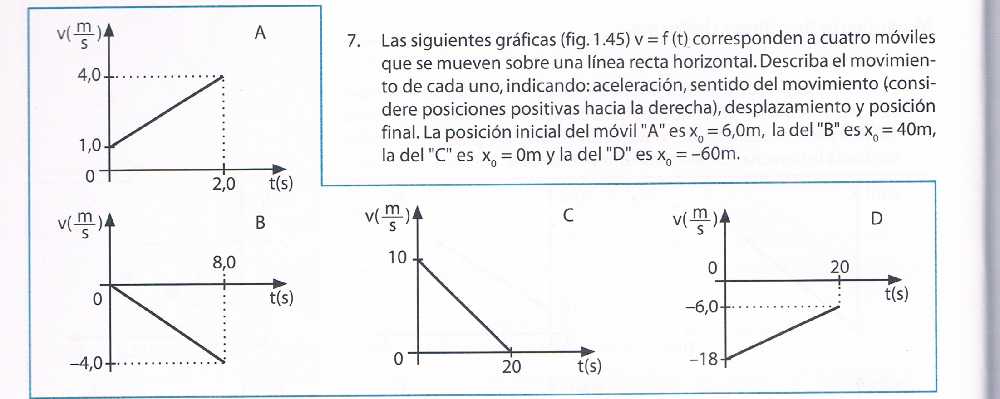 7. Las siguientes gráficas (fig. 1.45) v = f (t) corresponden a cuatro móviles
que se mueven sobre una línea recta horizontal. Describa el movimien-
to de cada uno, indicando: aceleración, sentido del movimiento (consi-
dere posiciones positivas hacia la derecha), desplazamiento y posición
final. La posición inicial del móvil "A" es x₀ = 6,0m, la del "B" es x₀ = 40m,
la del "C" es x₀ = 0m y la del "D" es x₀ = –60m.
v(m/s) A
4,0
1,0
0
2,0 t(s)
v(m/s) B
8,0
0 t(s)
–4,0
v(m/s) C
10
0
20 t(s)
v(m/s) D
0 20
t(s)
–6,0
–18